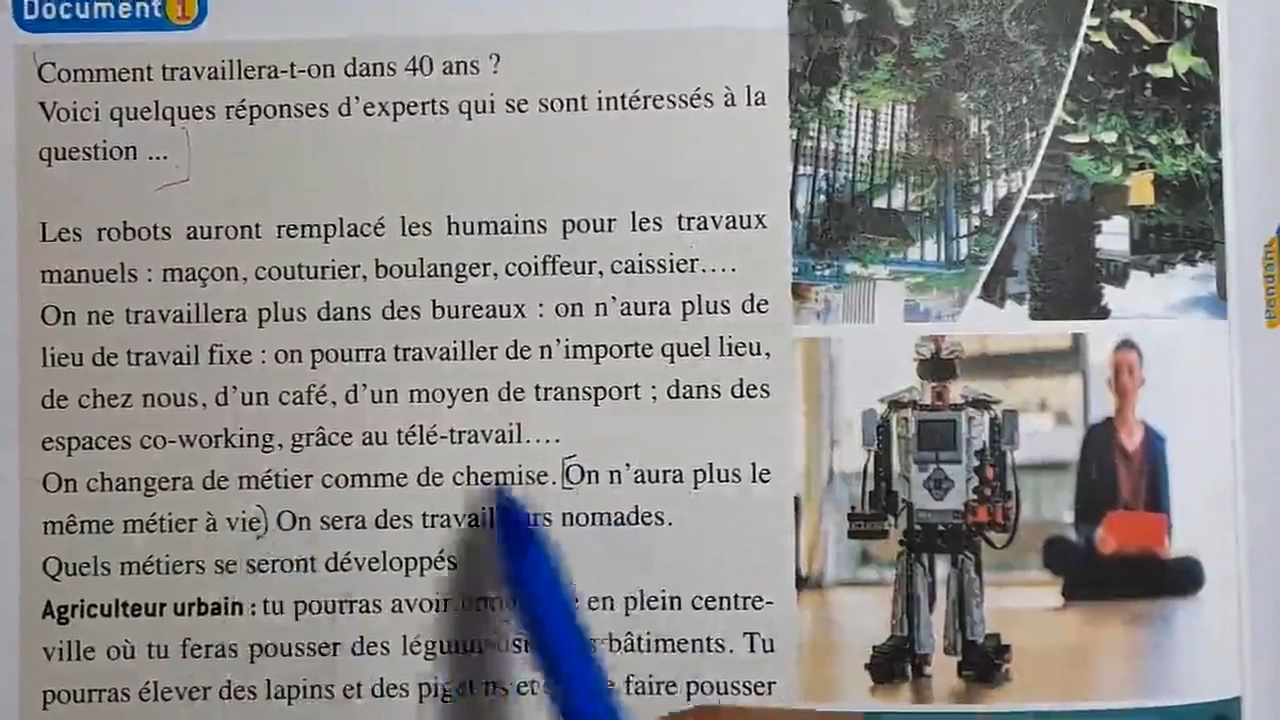 Document 1
Comment travaillera-t-on dans 40 ans ?
Voici quelques réponses d'experts qui se sont intéressés à la
question ...
Les robots auront remplacé les humains pour les travaux
manuels : maçon, couturier, boulanger, coiffeur, caissier....
On ne travaillera plus dans des bureaux : on n'aura plus de
lieu de travail fixe : on pourra travailler de n'importe quel lieu,
de chez nous, d'un café, d'un moyen de transport ; dans des
espaces co-working, grâce au télé-travail....
On changera de métier comme de chemise. On n'aura plus le
même métier à vie) On sera des nomades.
Quels métiers se seront développés
Agriculteur urbain : tu pourras avoir en plein centre-
ville où tu feras pousser des bâtiments. Tu
pourras élever des lapins et des faire pousser
Pendant